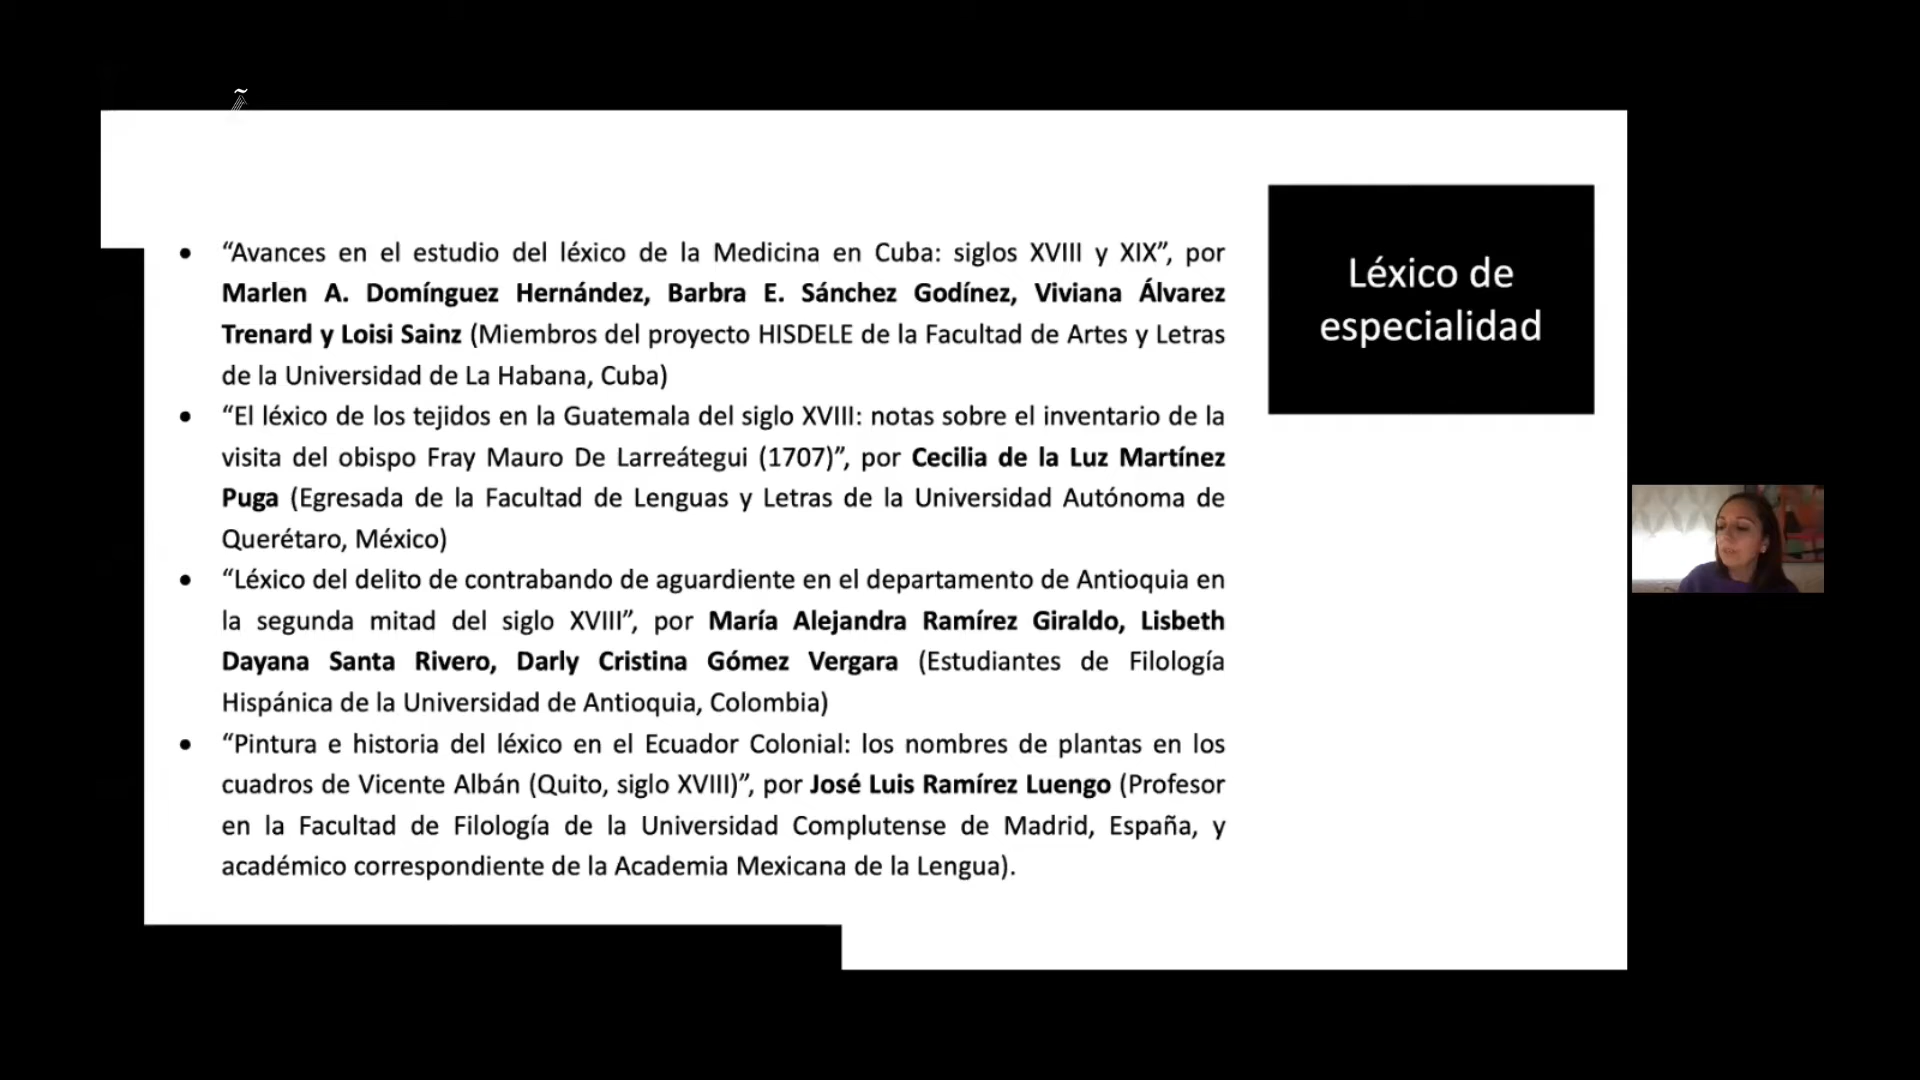 “Avances en el estudio del léxico de la Medicina en Cuba: siglos XVIII y XIX”, por
Marlen A. Domínguez Hernández, Barbra E. Sánchez Godínez, Viviana Álvarez
Trenard y Loisi Sainz (Miembros del proyecto HISDELE de la Facultad de Artes y Letras
de la Universidad de La Habana, Cuba)
“El léxico de los tejidos en la Guatemala del siglo XVIII: notas sobre el inventario de la
visita del obispo Fray Mauro De Larreátegui (1707)”, por Cecilia de la Luz Martínez
Puga (Egresada de la Facultad de Lenguas y Letras de la Universidad Autónoma de
Querétaro, México)
“Léxico del delito de contrabando de aguardiente en el departamento de Antioquia en
la segunda mitad del siglo XVIII”, por María Alejandra Ramírez Giraldo, Lisbeth
Dayana Santa Rivero, Darly Cristina Gómez Vergara (Estudiantes de Filología
Hispánica de la Universidad de Antioquia, Colombia)
“Pintura e historia del léxico en el Ecuador Colonial: los nombres de plantas en los
cuadros de Vicente Albán (Quito, siglo XVIII)”, por José Luis Ramírez Luengo (Profesor
en la Facultad de Filología de la Universidad Complutense de Madrid, España, y
académico correspondiente de la Academia Mexicana de la Lengua).
Léxico de
especialidad